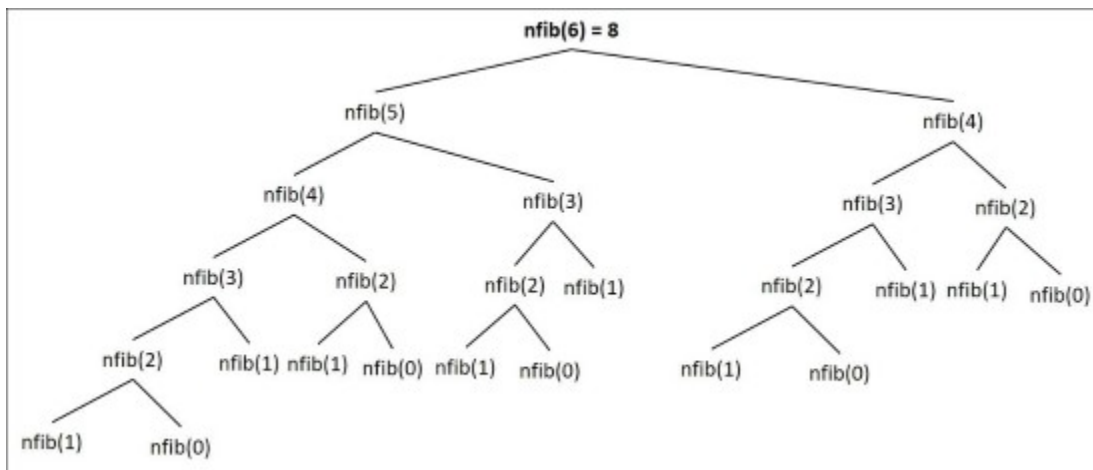 nfib(6) = 8
nfib(5) nfib(4)
nfib(4) nfib(3) nfib(3) nfib(2)
nfib(3) nfib(2) nfib(2) nfib(1) nfib(2) nfib(1) nfib(1) nfib(0)
nfib(2) nfib(1) nfib(1) nfib(0) nfib(1) nfib(0) nfib(1) nfib(0)
nfib(1) nfib(0)